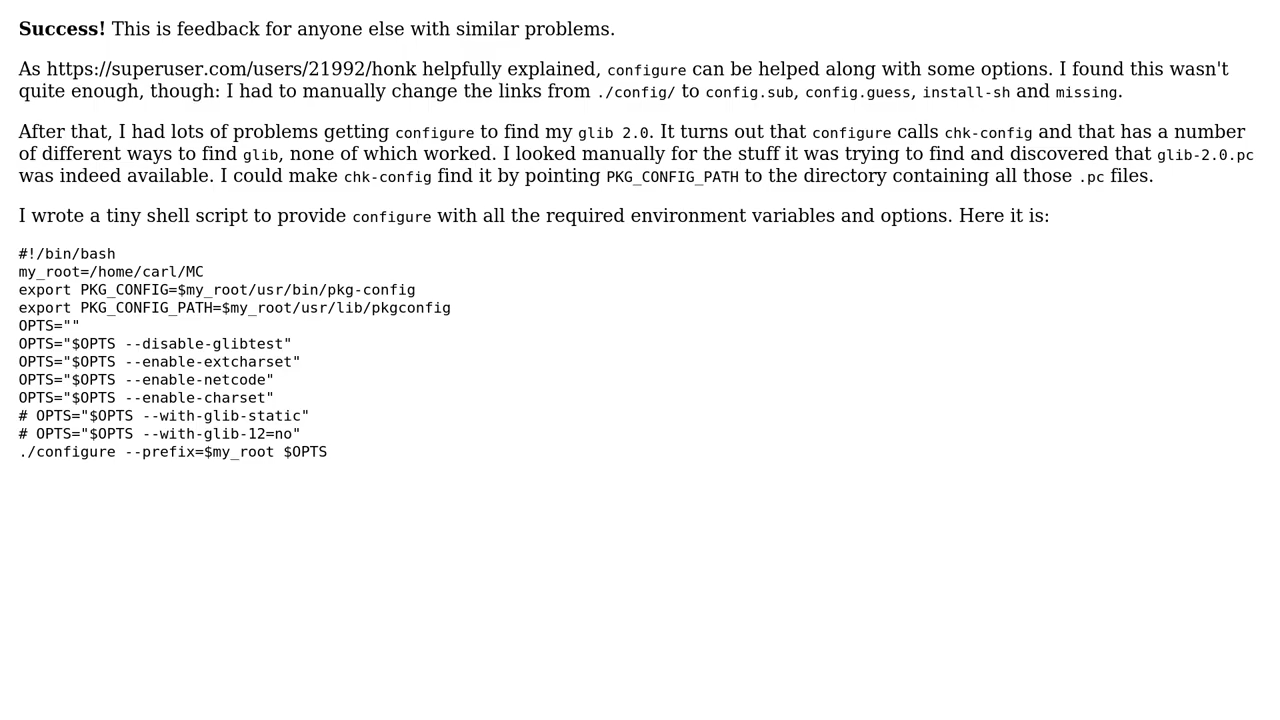 Success! This is feedback for anyone else with similar problems.
As https://superuser.com/users/21992/honk helpfully explained, configure can be helped along with some options. I found this wasn't
quite enough, though: I had to manually change the links from ./config/ to config.sub, config.guess, install-sh and missing.
After that, I had lots of problems getting configure to find my glib 2.0. It turns out that configure calls chk-config and that has a number
of different ways to find glib, none of which worked. I looked manually for the stuff it was trying to find and discovered that glib-2.0.pc
was indeed available. I could make chk-config find it by pointing PKG_CONFIG_PATH to the directory containing all those .pc files.
I wrote a tiny shell script to provide configure with all the required environment variables and options. Here it is:
#!/bin/bash
my_root=/home/carl/MC
export PKG_CONFIG=$my_root/usr/bin/pkg-config
export PKG_CONFIG_PATH=$my_root/usr/lib/pkgconfig
OPTS=""
OPTS="$OPTS --disable-glibtest"
OPTS="$OPTS --enable-extcharset"
OPTS="$OPTS --enable-netcode"
OPTS="$OPTS --enable-charset"
# OPTS="$OPTS --with-glib-static"
# OPTS="$OPTS --with-glib-12=no"
./configure --prefix=$my_root $OPTS